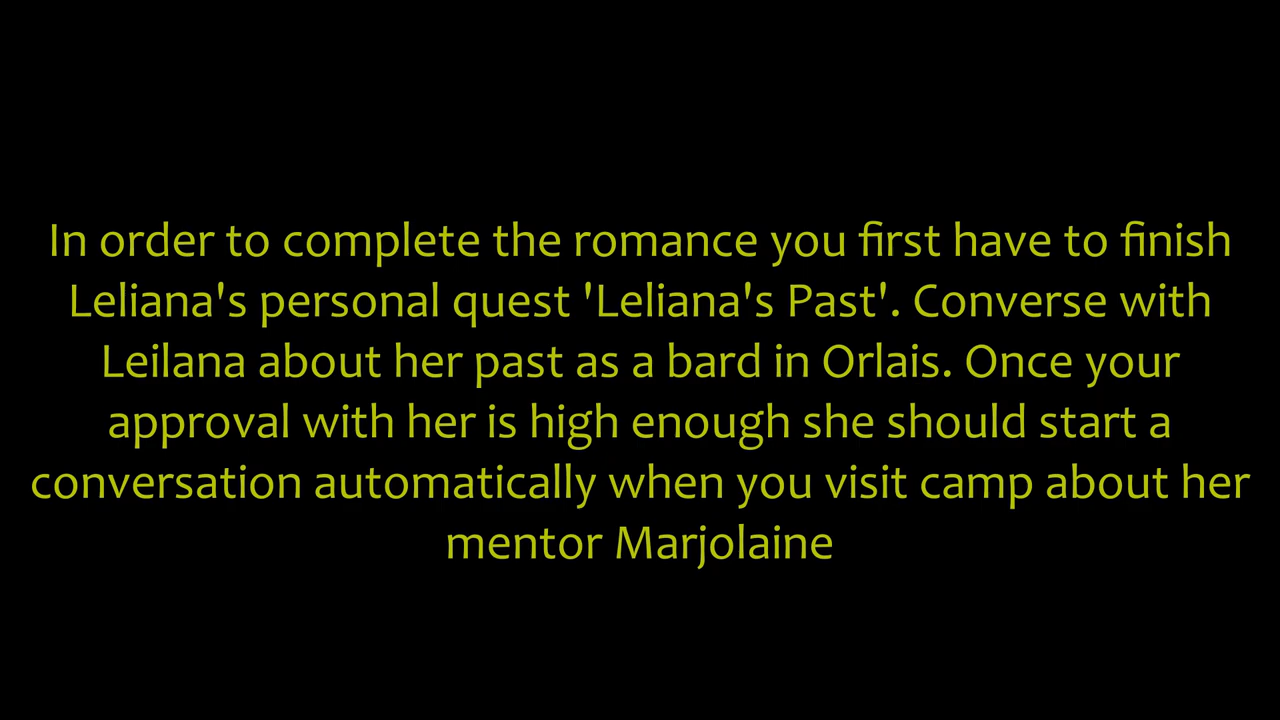 In order to complete the romance you first have to finish
Leliana's personal quest 'Leliana's Past'. Converse with
Leilana about her past as a bard in Orlais. Once your
approval with her is high enough she should start a
conversation automatically when you visit camp about her
mentor Marjolaine